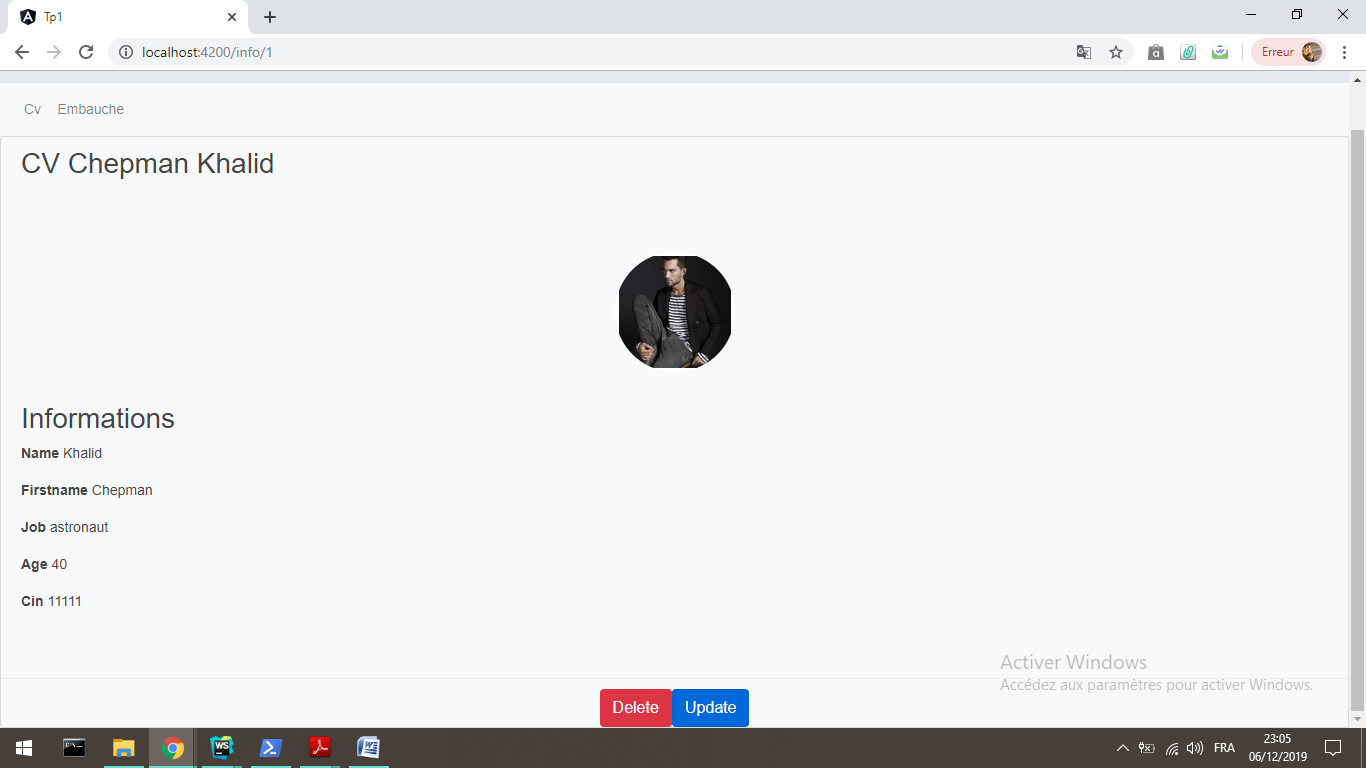 Tp1
localhost:4200/info/1
Erreur
Cv Embauche
CV Chepman Khalid
Informations
Name Khalid
Firstname Chepman
Job astronaut
Age 40
Cin 11111
Activer Windows
Accédez aux paramètres pour activer Windows.
Delete Update
FRA
23:05
06/12/2019